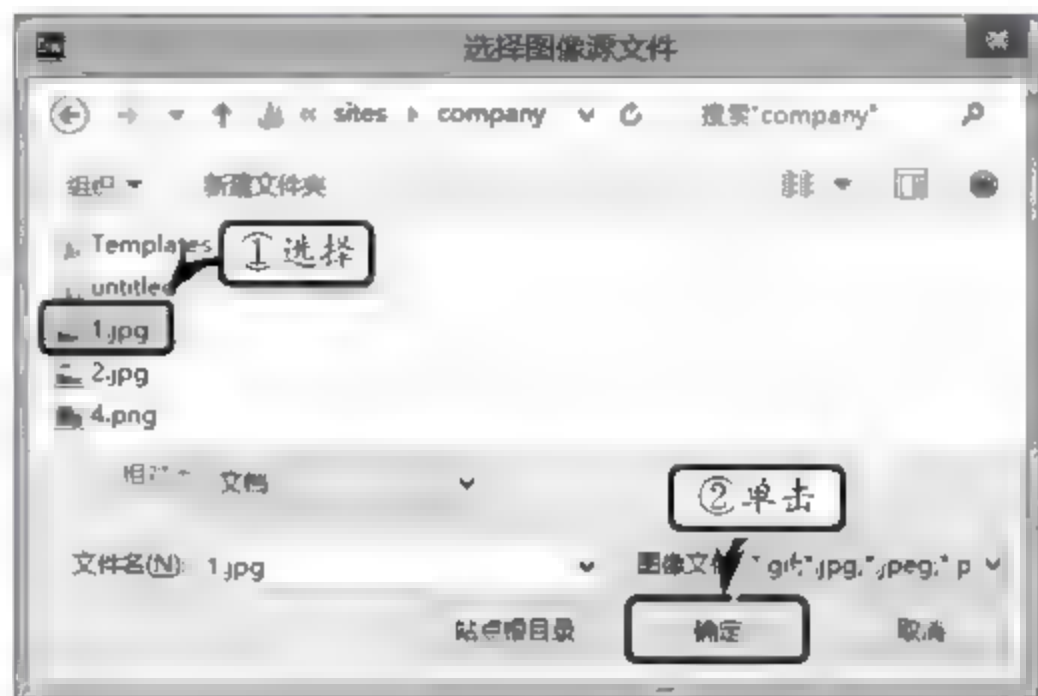 选择图像源文件
« sites company 搜索"company"
组织 新建文件夹
Templates
①选择
untitled
1.jpg
2.jpg
4.png
文档
②单击
文件名(N): 1.jpg 图像文件 *.gif;*.jpg;*.jpeg;*.p
站点根目录 确定 取消